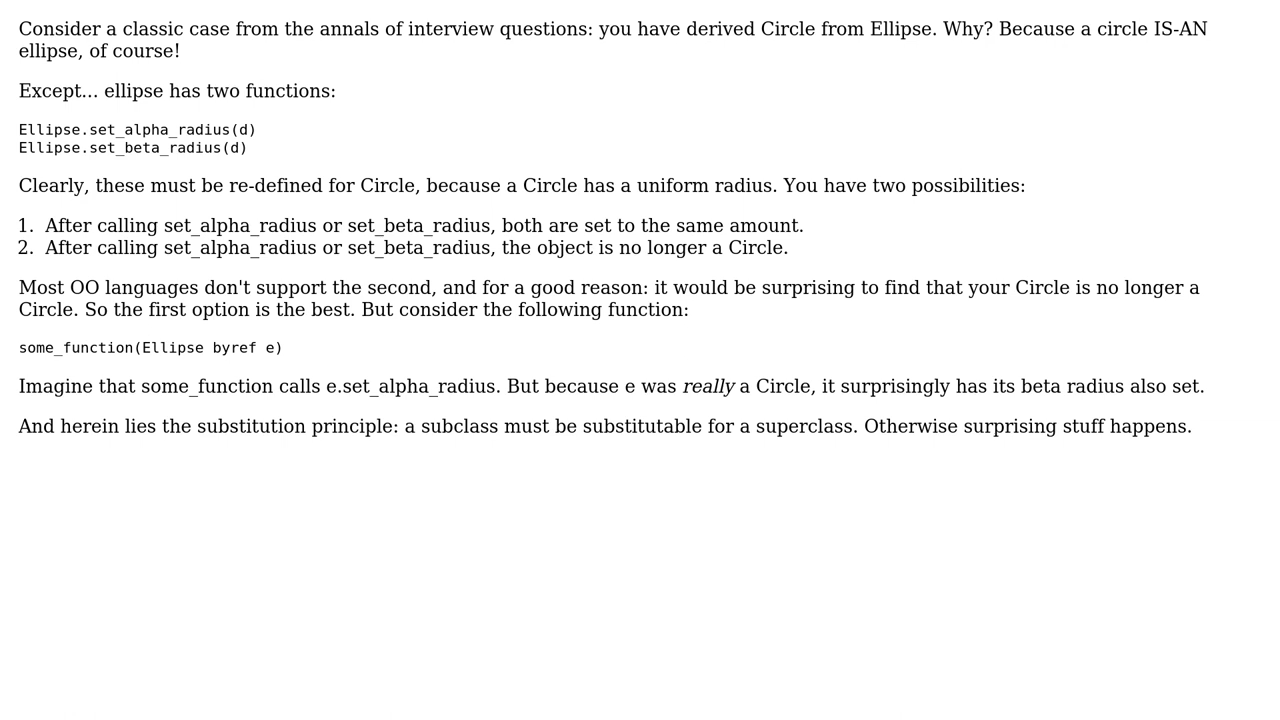 Consider a classic case from the annals of interview questions: you have derived Circle from Ellipse. Why? Because a circle IS-AN
ellipse, of course!
Except... ellipse has two functions:
Ellipse.set_alpha_radius(d)
Ellipse.set_beta_radius(d)
Clearly, these must be re-defined for Circle, because a Circle has a uniform radius. You have two possibilities:
1. After calling set_alpha_radius or set_beta_radius, both are set to the same amount.
2. After calling set_alpha_radius or set_beta_radius, the object is no longer a Circle.
Most OO languages don't support the second, and for a good reason: it would be surprising to find that your Circle is no longer a
Circle. So the first option is the best. But consider the following function:
some_function(Ellipse byref e)
Imagine that some_function calls e.set_alpha_radius. But because e was really a Circle, it surprisingly has its beta radius also set.
And herein lies the substitution principle: a subclass must be substitutable for a superclass. Otherwise surprising stuff happens.